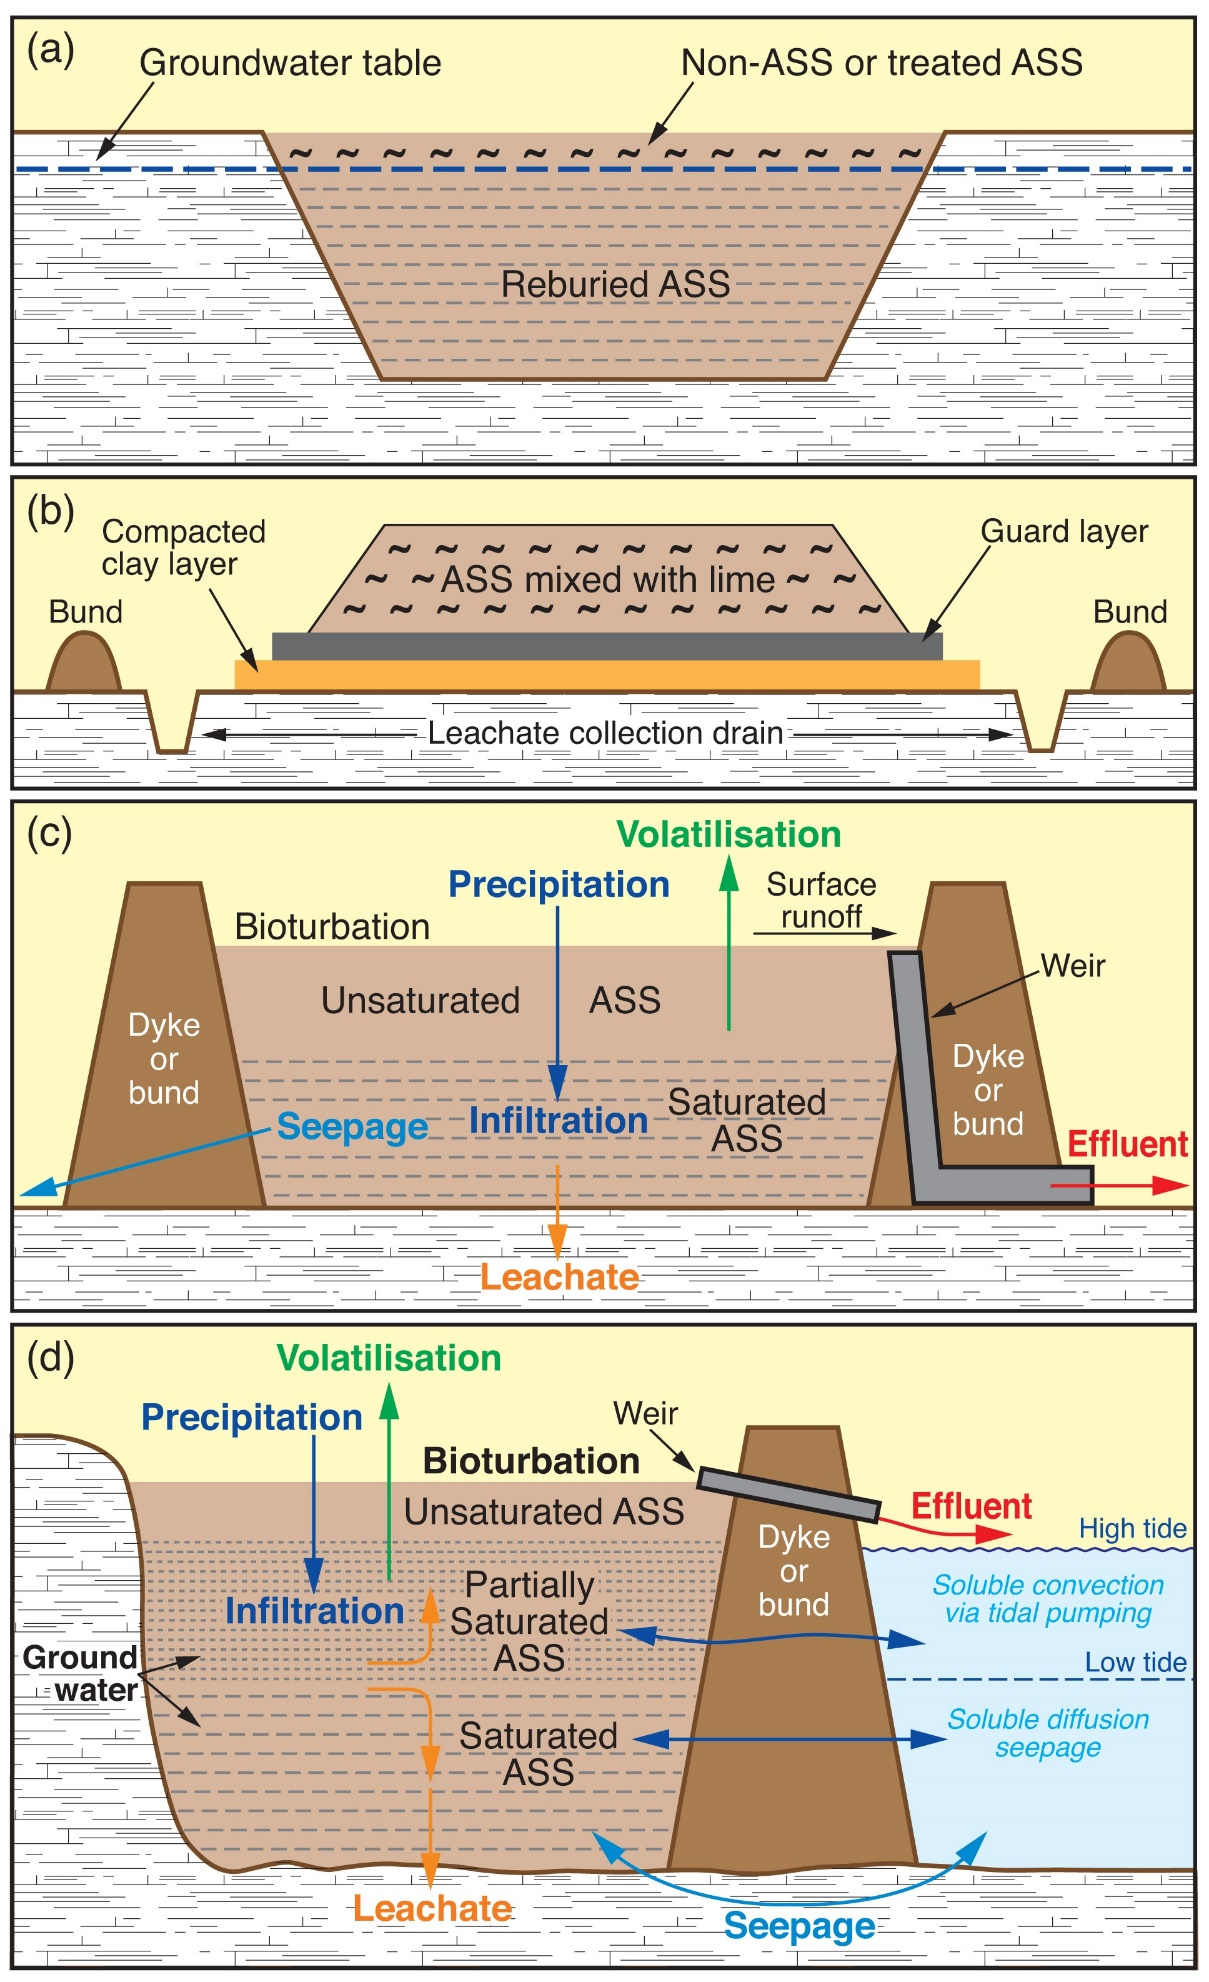 (a)
Groundwater table
Non-ASS or treated ASS
Reburied ASS
(b)
Compacted
clay layer
Guard layer
Bund
ASS mixed with lime
Bund
Leachate collection drain
(c)
Volatilisation
Precipitation
Surface
runoff
Bioturbation
Weir
Unsaturated ASS
Dyke
or
bund
Dyke
or
bund
Saturated
ASS
Seepage
Infiltration
Effluent
Leachate
(d)
Volatilisation
Precipitation
Weir
Bioturbation
Unsaturated ASS
Effluent
High tide
Dyke
or
bund
Partially
Saturated
ASS
Soluble convection
via tidal pumping
Infiltration
Ground
water
Low tide
Saturated
ASS
Soluble diffusion
seepage
Leachate
Seepage